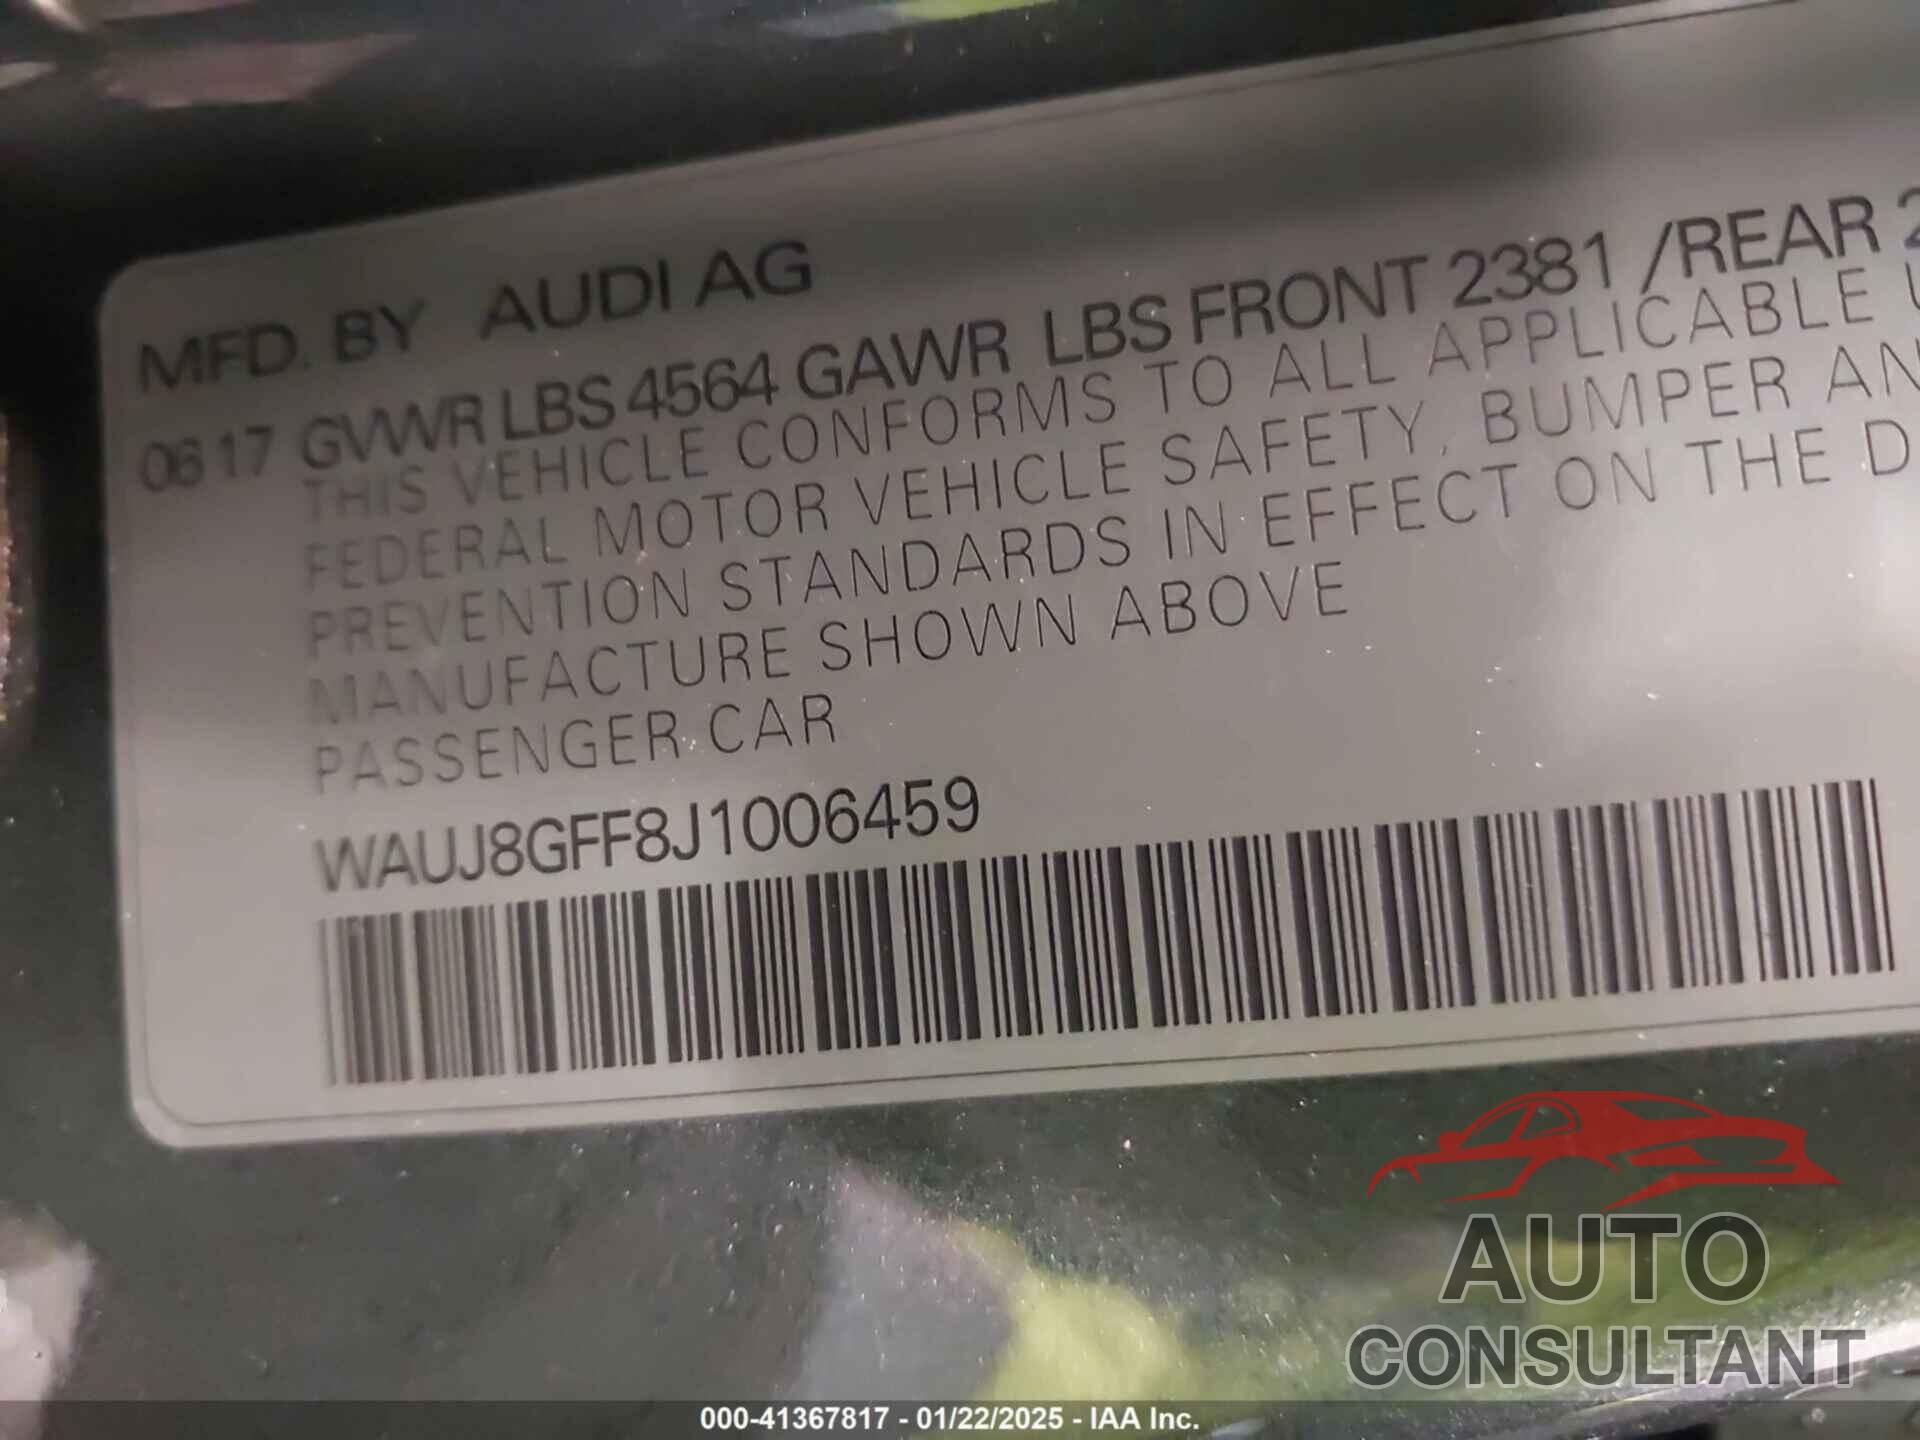 MFD. BY AUDI AG
0617 GVWR LBS 4564 GAWR LBS FRONT 2381 /REAR 2
THIS VEHICLE CONFORMS TO ALL APPLICABLE U
FEDERAL MOTOR VEHICLE SAFETY, BUMPER AN
PREVENTION STANDARDS IN EFFECT ON THE D
MANUFACTURE SHOWN ABOVE
PASSENGER CAR
WAUJ8GFF8J1006459
AUTO
CONSULTANT
000-41367817 - 01/22/2025 - IAA Inc.